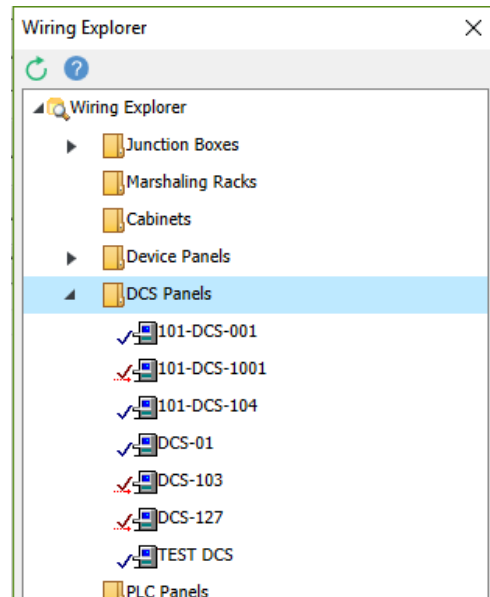 Wiring Explorer
Wiring Explorer
Junction Boxes
Marshaling Racks
Cabinets
Device Panels
DCS Panels
101-DCS-001
101-DCS-1001
101-DCS-104
DCS-01
DCS-103
DCS-127
TEST DCS
PLC Panels